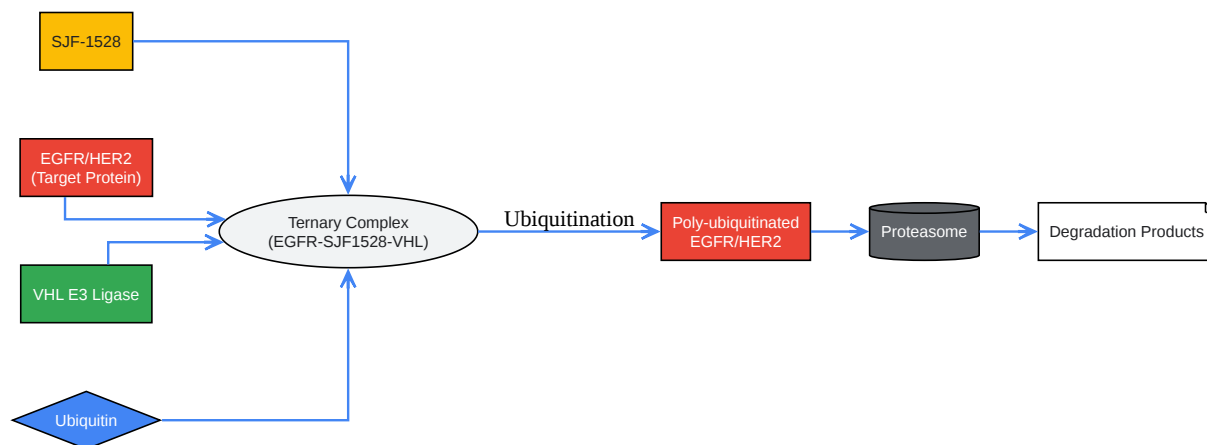 SJF-1528
EGFR/HER2
(Target Protein)
VHL E3 Ligase
Ubiquitin
Ternary Complex
(EGFR-SJF1528-VHL)
Ubiquitination
Poly-ubiquitinated
EGFR/HER2
Proteasome
Degradation Products